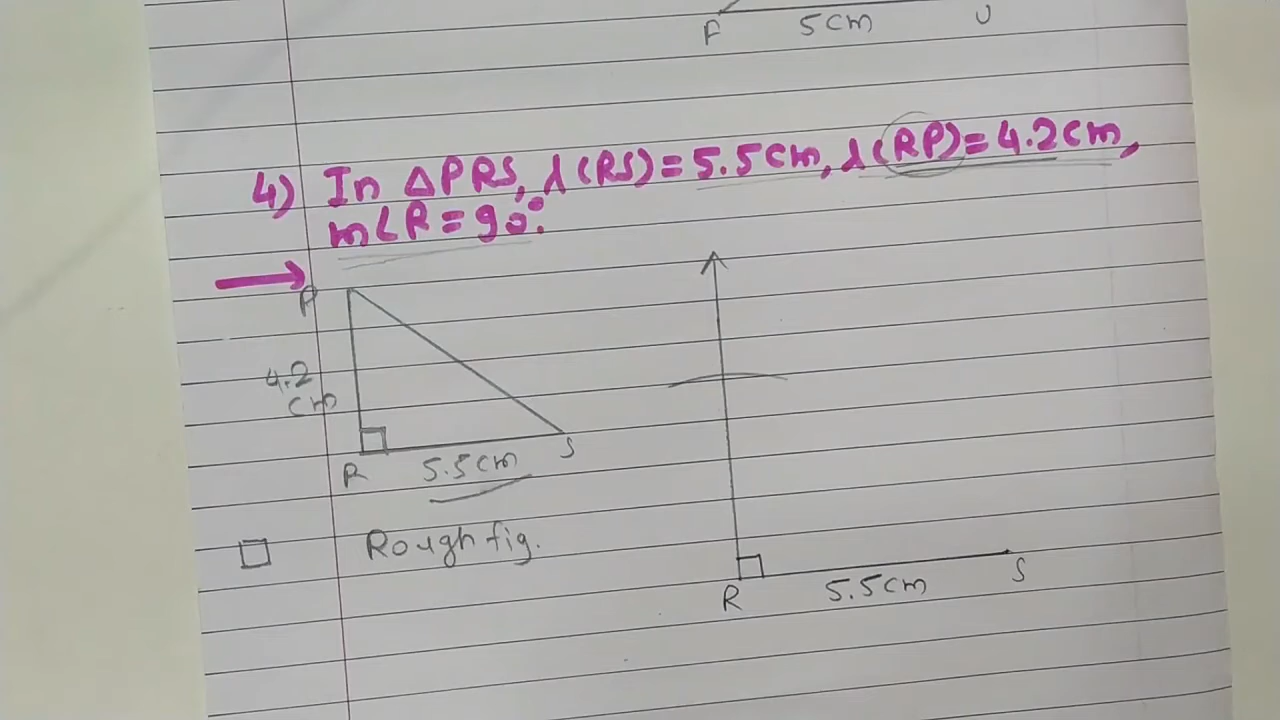 F 5cm U
4) In △PRS, l(RS)=5.5cm, l(RP)=4.2cm,
m∠R=90°.
P
4.2
cm
R 5.5cm S
Rough fig.
R 5.5cm S